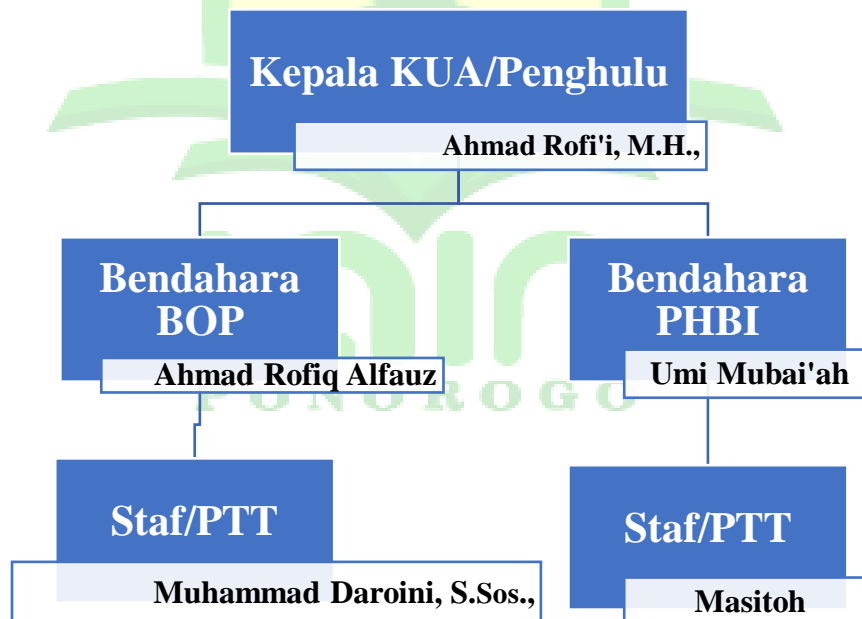 Kepala KUA/Penghulu
Ahmad Rofi'i, M.H.,
Bendahara
BOP
Ahmad Rofiq Alfauz
Bendahara
PHBI
Umi Mubai'ah
PONOROGO
Staf/PTT
Muhammad Daroini, S.Sos.,
Staf/PTT
Masitoh